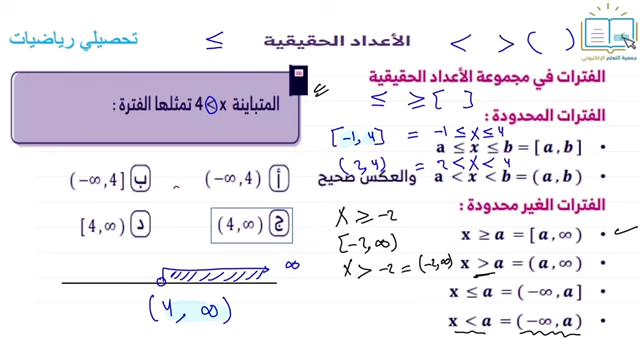 تحصيلي رياضيات
الأعداد الحقيقية
≤
< > ( )
جمعية التعلم الإلكتروني
الفترات في مجموعة الأعداد الحقيقية
≤ ≥ [ ]
الفترات المحدودة :
[-1, 4] = -1 ≤ x ≤ 4
a ≤ x ≤ b = [a, b]
(2, 4) = 2 < x < 4
a < x < b = (a, b) والعكس صحيح
الفترات الغير محدودة :
x ≥ -2
x ≥ a = [a, ∞)
[-2, ∞)
x > a = (a, ∞)
x > -2 = (-2, ∞)
x ≤ a = (−∞, a]
x < a = (−∞, a)
المتباينة 4 < x تمثلها الفترة :
أ (−∞, 4)
ب (−∞, 4]
ج (4, ∞)
د [4, ∞)
∞
(4, ∞)